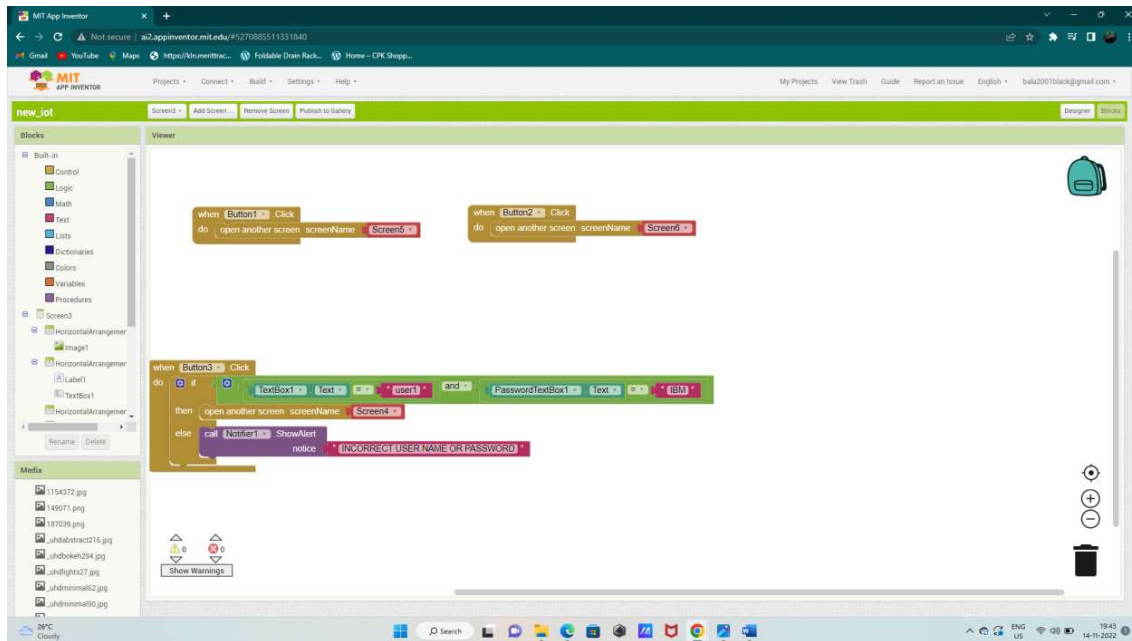 MIT App Inventor
Not secure ai2.appinventor.mit.edu/#5270885511331840
Gmail YouTube Maps https://kln.merittrac... Foldable Drain Rack... Home – CPK Shopp...
MIT
APP INVENTOR
Projects Connect Build Settings Help
My Projects View Trash Guide Report an Issue English bala2001black@gmail.com
new_iot
Screen3 Add Screen ... Remove Screen Publish to Gallery
Designer Blocks
Blocks
Viewer
Built-in
Control
Logic
Math
Text
Lists
Dictionaries
Colors
Variables
Procedures
Screen3
HorizontalArrangemer
Image1
HorizontalArrangemer
Label1
TextBox1
HorizontalArrangemer
Rename Delete
Media
1154372.jpg
149071.png
187039.png
_uhdabstract216.jpg
_uhdbokeh294.jpg
_uhdlights27.jpg
_uhdminimal62.jpg
_uhdminimal90.jpg
when Button1 .Click
do open another screen screenName Screen5
when Button2 .Click
do open another screen screenName Screen6
when Button3 .Click
do if TextBox1 . Text = " user1 " and PasswordTextBox1 . Text = " IBM "
then open another screen screenName Screen4
else call Notifier1 .ShowAlert
notice " INCORRECT USER NAME OR PASSWORD "
0 0
Show Warnings
26°C
Cloudy
Search
ENG
US
19:43
14-11-2022